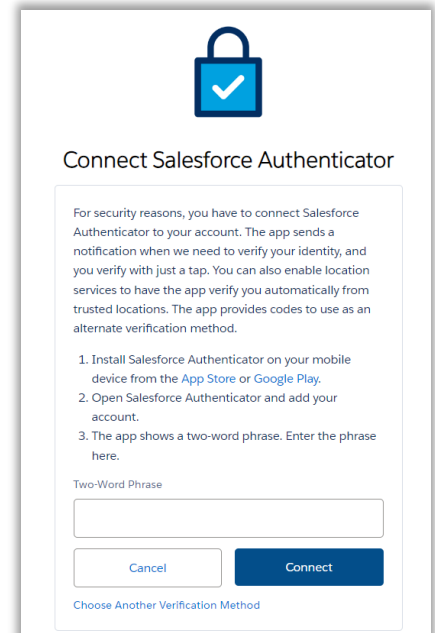 Connect Salesforce Authenticator
For security reasons, you have to connect Salesforce
Authenticator to your account. The app sends a
notification when we need to verify your identity, and
you verify with just a tap. You can also enable location
services to have the app verify you automatically from
trusted locations. The app provides codes to use as an
alternate verification method.
1. Install Salesforce Authenticator on your mobile
device from the App Store or Google Play.
2. Open Salesforce Authenticator and add your
account.
3. The app shows a two-word phrase. Enter the phrase
here.
Two-Word Phrase
Cancel Connect
Choose Another Verification Method